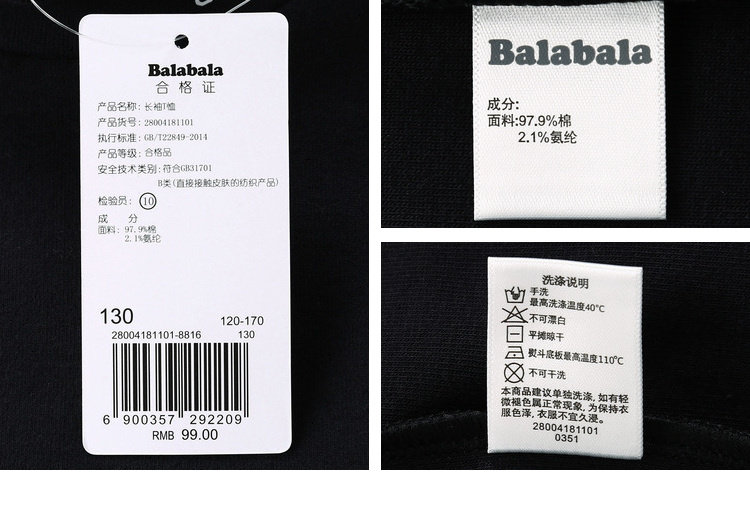 Balabala
合格证
产品名称: 长袖T恤
产品货号: 28004181101
执行标准: GB/T22849-2014
产品等级: 合格品
安全技术类别: 符合GB31701
B类(直接接触皮肤的纺织产品)
检验员: 10
成 分
面料: 97.9%棉
2.1%氨纶
130 120-170
28004181101-8816 130
6 900357 292209
RMB 99.00
Balabala
成分:
面料:97.9%棉
2.1%氨纶
洗涤说明
手洗
最高洗涤温度40℃
不可漂白
平摊晾干
熨斗底板最高温度110℃
不可干洗
本商品建议单独洗涤, 如有轻
微褪色属正常现象, 为保持衣
服色泽, 衣服不宜久浸。
28004181101
0351